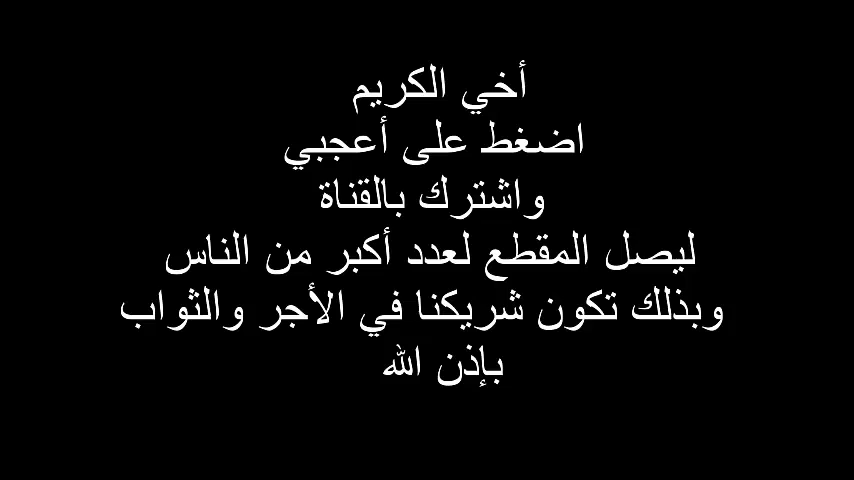 أخي الكريم
اضغط على أعجبي
واشترك بالقناة
ليصل المقطع لعدد أكبر من الناس
وبذلك تكون شريكنا في الأجر والثواب
بإذن الله